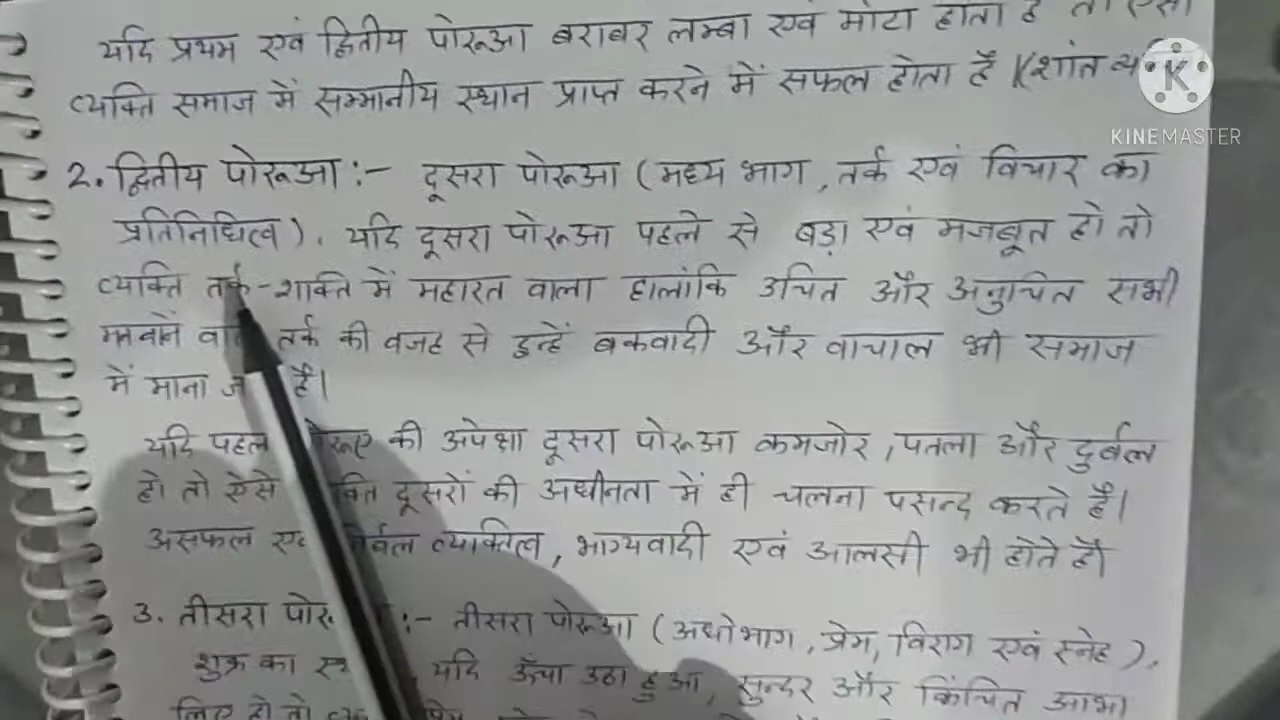 यदि प्रथम एवं द्वितीय पोरूआ बराबर लम्बा एवं मोटा होता है तो ऐसा
व्यक्ति समाज में सम्मानीय स्थान प्राप्त करने में सफल होता है।(शांत
KINEMASTER
2. द्वितीय पोरूआ :- दूसरा पोरूआ (मध्य भाग, तर्क एवं विचार का
प्रतिनिधित्व). यदि दूसरा पोरूआ पहले से बड़ा एवं मजबूत हो तो
व्यक्ति तर्क-शक्ति में महारत वाला हालांकि उचित और अनुचित सभी
तर्क की वजह से इन्हें बकवादी और वाचाल भी समाज
में माना है।
यदि की अपेक्षा दूसरा पोरूआ कमजोर, पतला और दुर्बल
हो तो ऐसे दूसरों की अधीनता में ही चलना पसन्द करते हैं।
असफल व्यक्तित्व, भाग्यवादी एवं आलसी भी होते हैं।
3. तीसरा :- तीसरा पोरूआ (अधोभाग, प्रेम, विराग एवं स्नेह).
शुक्र का यदि ऊँचा उठा हुआ, सुन्दर और किंचित आभा
लिए हो तो